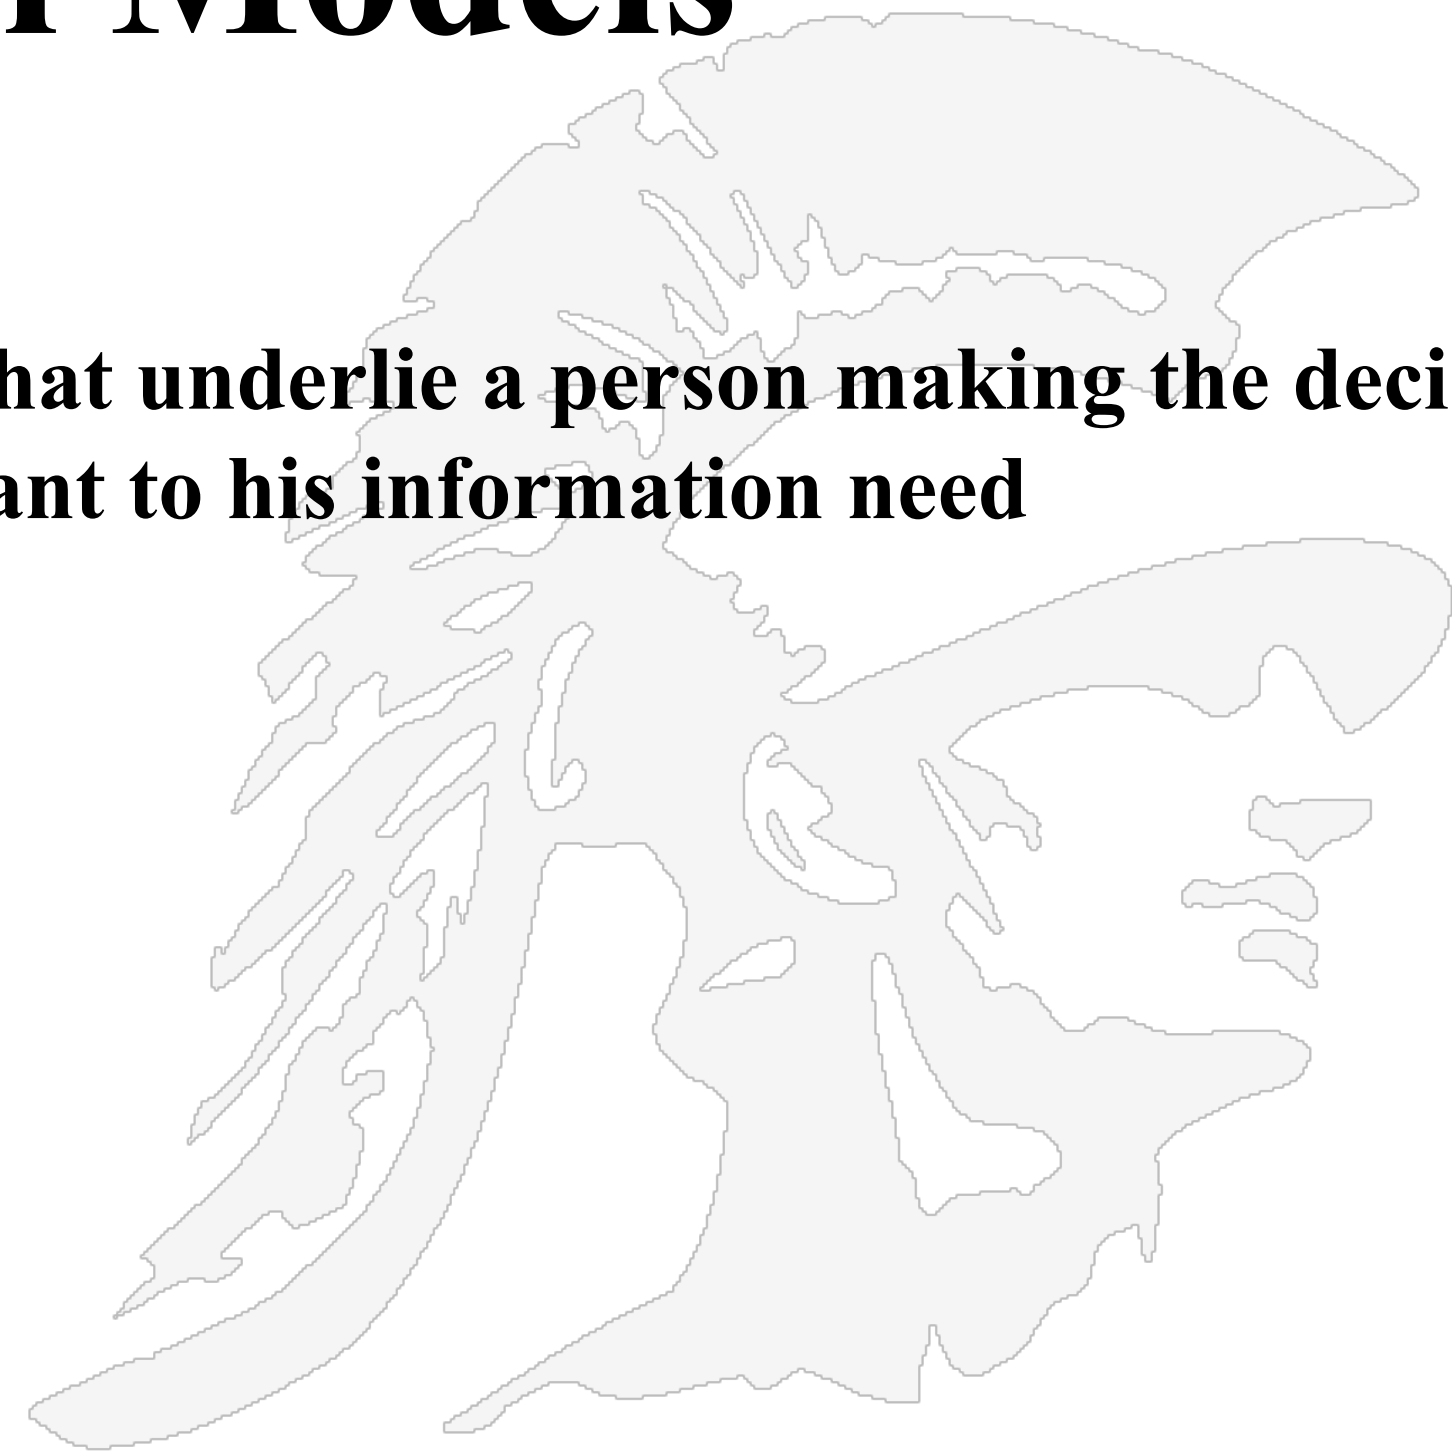 Models
hat underlie a person making the deci
ant to his information need